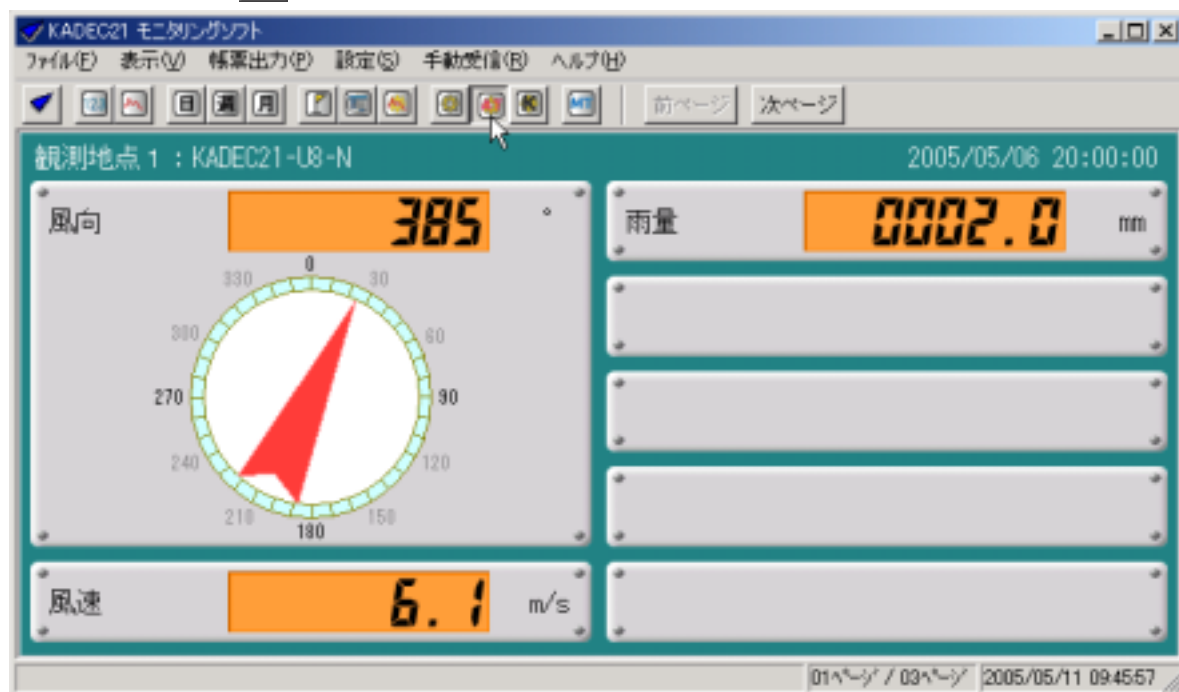 KADEC21 モニタリングソフト
ファイル(F) 表示(V) 帳票出力(P) 設定(S) 手動受信(R) ヘルプ(H)
日 週 月 K 前ページ 次ページ
観測地点 1 : KADEC21-U8-N 2005/05/06 20:00:00
風向 385 °
雨量 0002.0 mm
0
330 30
300 60
270 90
240 120
210 150
180
風速 6.1 m/s
01ページ / 03ページ 2005/05/11 09:45:57